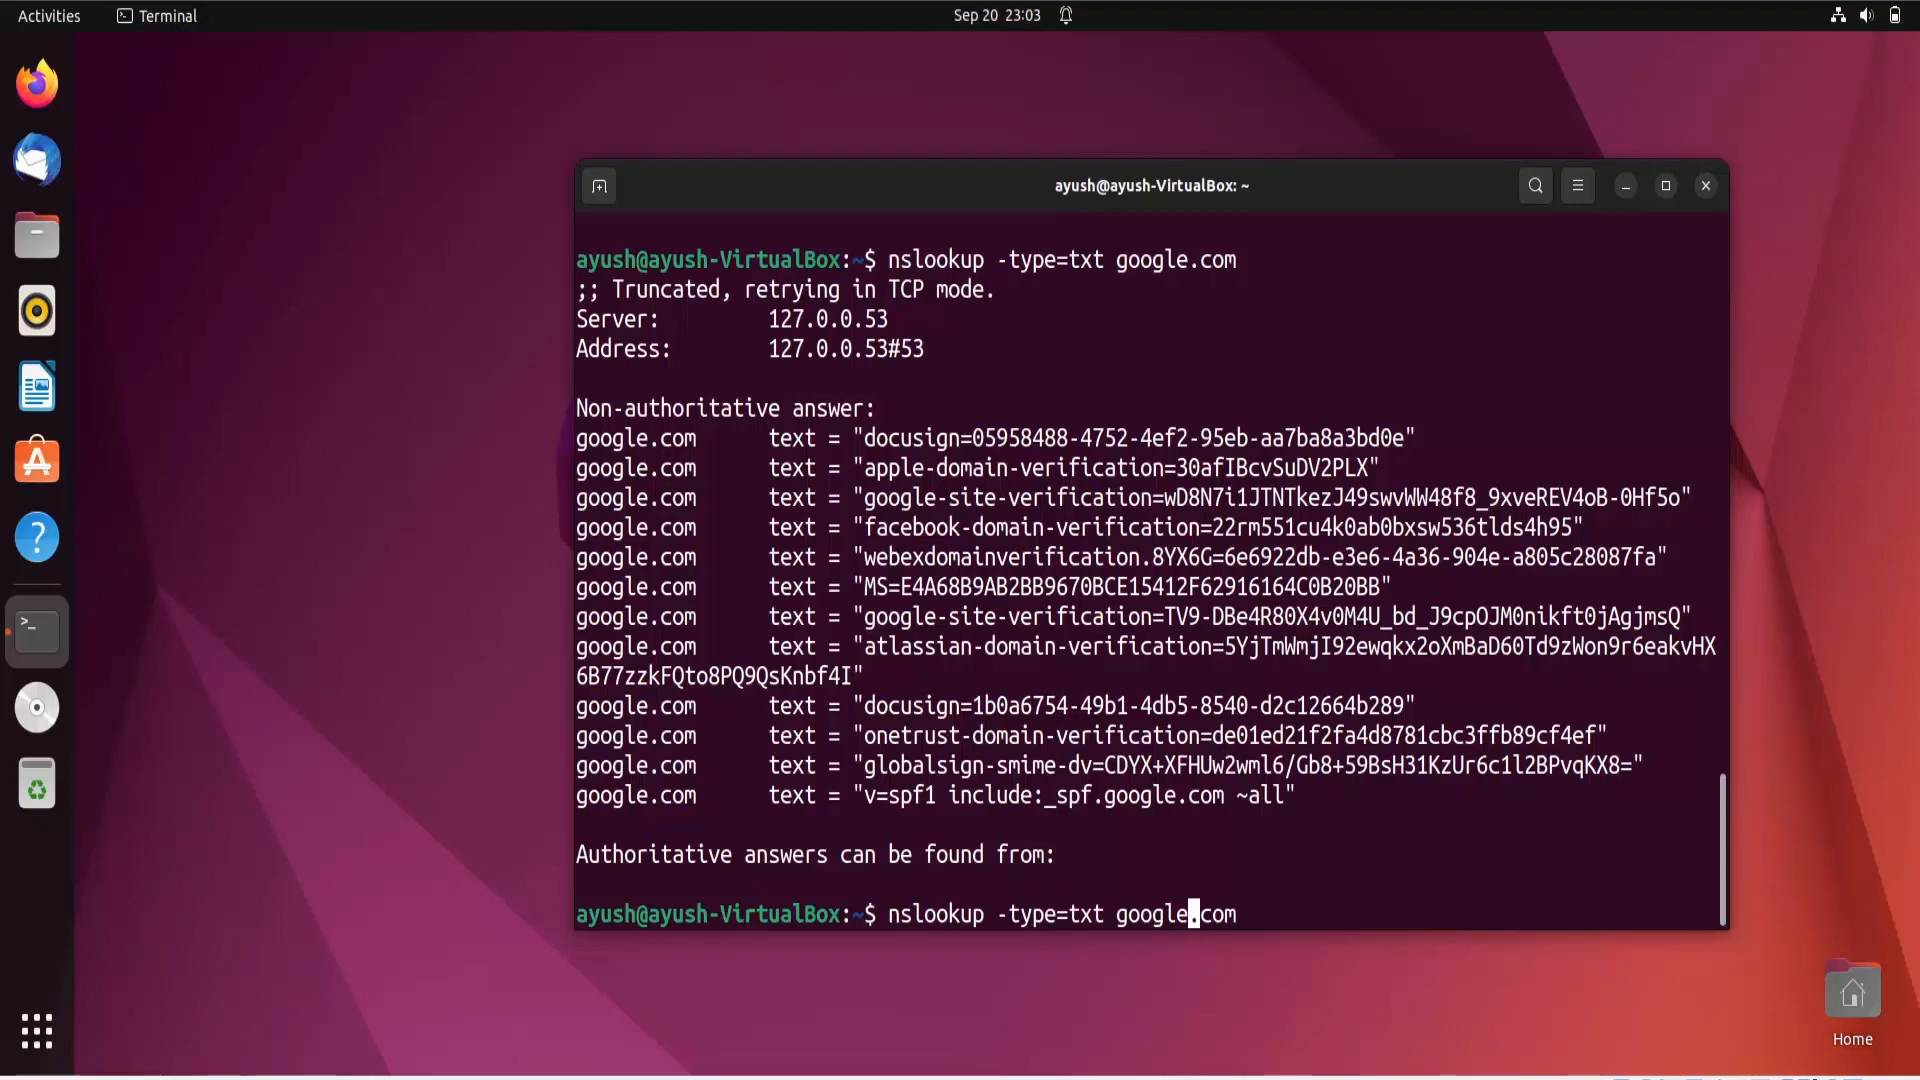 Activities
Terminal
Sep 20 23:03
ayush@ayush-VirtualBox: ~
ayush@ayush-VirtualBox:~$ nslookup -type=txt google.com
;; Truncated, retrying in TCP mode.
Server: 127.0.0.53
Address: 127.0.0.53#53
Non-authoritative answer:
google.com text = "docusign=05958488-4752-4ef2-95eb-aa7ba8a3bd0e"
google.com text = "apple-domain-verification=30afIBcvSuDV2PLX"
google.com text = "google-site-verification=wD8N7i1JTNTkezJ49swvWW48f8_9xveREV4oB-0Hf5o"
google.com text = "facebook-domain-verification=22rm551cu4k0ab0bxsw536tlds4h95"
google.com text = "webexdomainverification.8YX6G=6e6922db-e3e6-4a36-904e-a805c28087fa"
google.com text = "MS=E4A68B9AB2BB9670BCE15412F62916164C0B20BB"
google.com text = "google-site-verification=TV9-DBe4R80X4v0M4U_bd_J9cpOJM0nikft0jAgjmsQ"
google.com text = "atlassian-domain-verification=5YjTmWmjI92ewqkx2oXmBaD60Td9zWon9r6eakvHX
6B77zzkFQto8PQ9QsKnbf4I"
google.com text = "docusign=1b0a6754-49b1-4db5-8540-d2c12664b289"
google.com text = "onetrust-domain-verification=de01ed21f2fa4d8781cbc3ffb89cf4ef"
google.com text = "globalsign-smime-dv=CDYX+XFHUw2wml6/Gb8+59BsH31KzUr6c1l2BPvqKX8="
google.com text = "v=spf1 include:_spf.google.com ~all"
Authoritative answers can be found from:
ayush@ayush-VirtualBox:~$ nslookup -type=txt google.com
Home